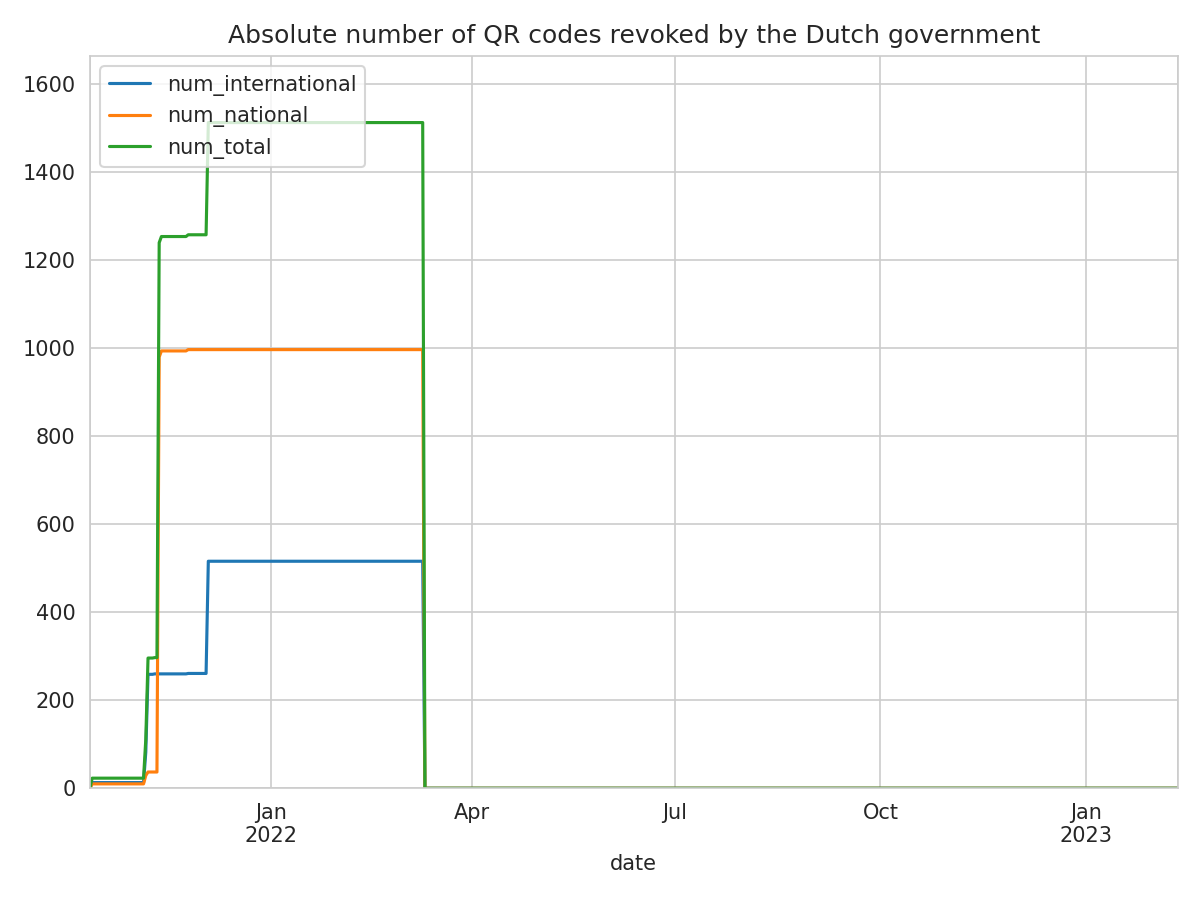 Absolute number of QR codes revoked by the Dutch government
num_international
num_national
num_total
1600
1400
1200
1000
800
600
400
200
0
Jan
2022
Apr
Jul
Oct
Jan
2023
date